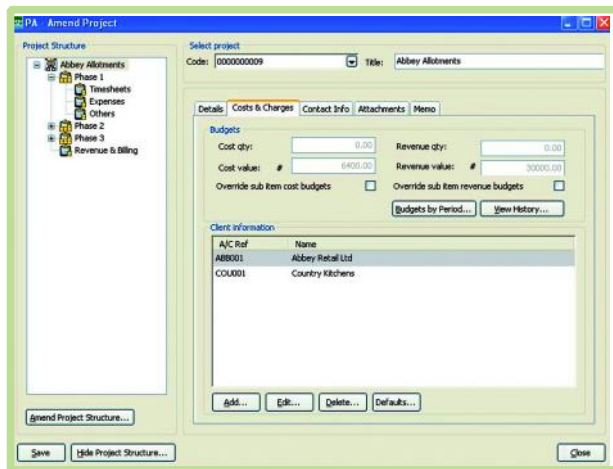 PA - Amend Project
Project Structure
Abbey Allotments
Phase 1
Timesheets
Expenses
Others
Phase 2
Phase 3
Revenue & Billing
Amend Project Structure...
Select project
Code: 0000000009 Title: Abbey Allotments
Details Costs & Charges Contact Info Attachments Memo
Budgets
Cost qty: 0.00 Revenue qty: 0.00
Cost value: # 6400.00 Revenue value: # 30000.00
Override sub item cost budgets Override sub item revenue budgets
Budgets by Period... View History...
Client information
A/C Ref Name
ABB001 Abbey Retail Ltd
COU001 Country Kitchens
Add... Edit... Delete... Defaults...
Save Hide Project Structure... Close